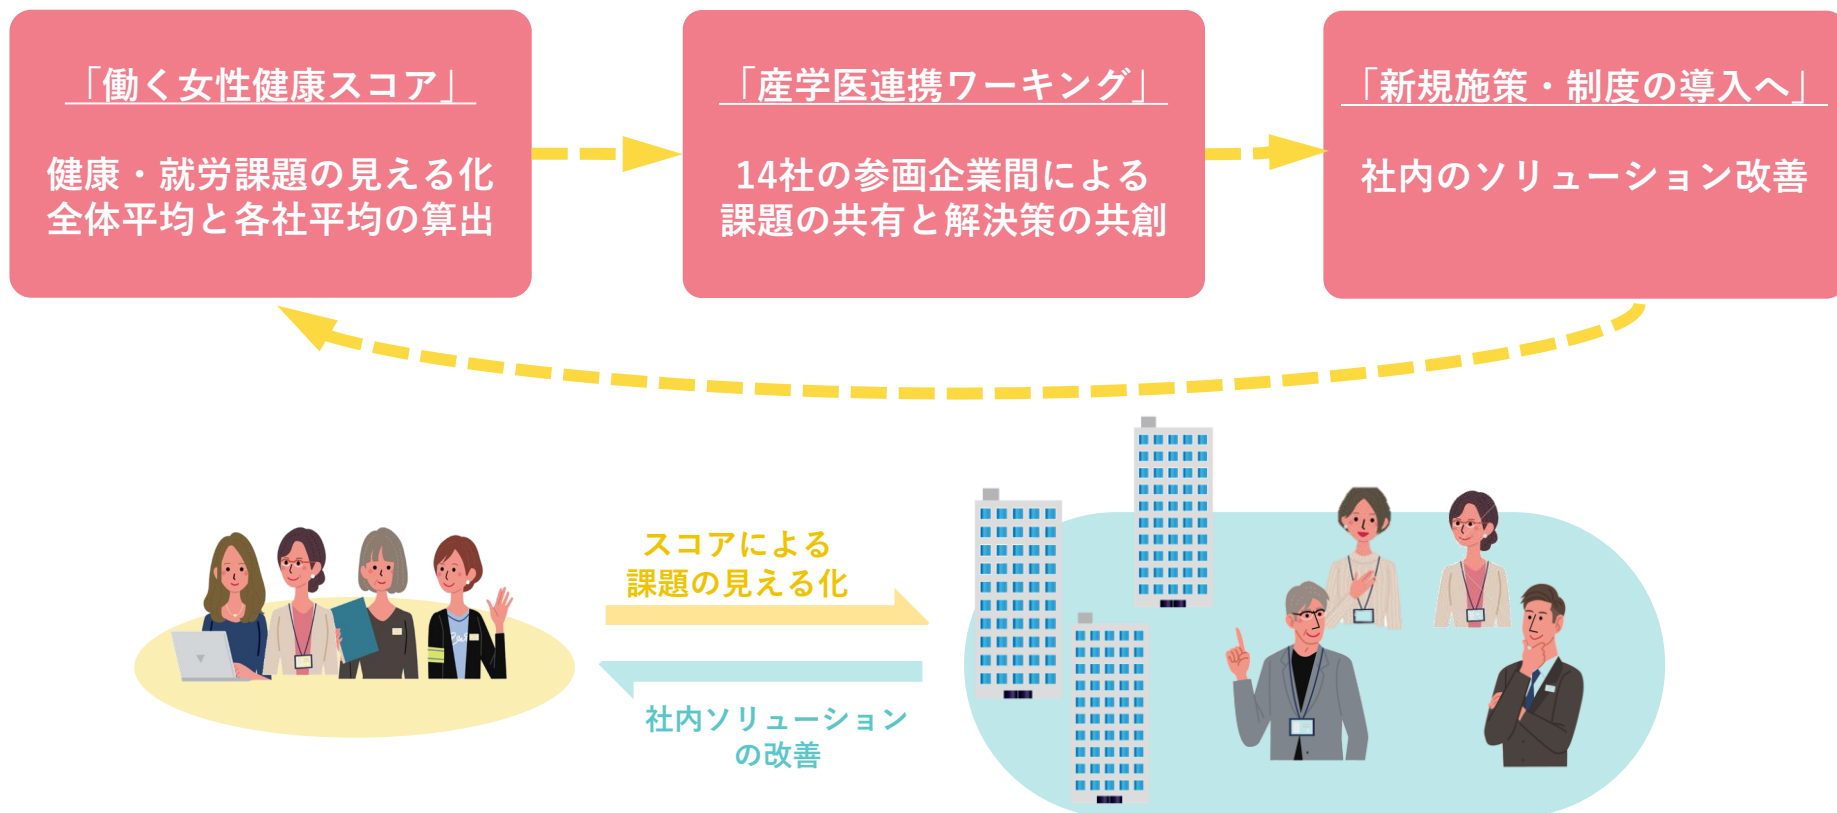 「働く女性健康スコア」
健康・就労課題の見える化
全体平均と各社平均の算出
「産学医連携ワーキング」
14社の参画企業間による
課題の共有と解決策の共創
「新規施策・制度の導入へ」
社内のソリューション改善
スコアによる
課題の見える化
社内ソリューション
の改善